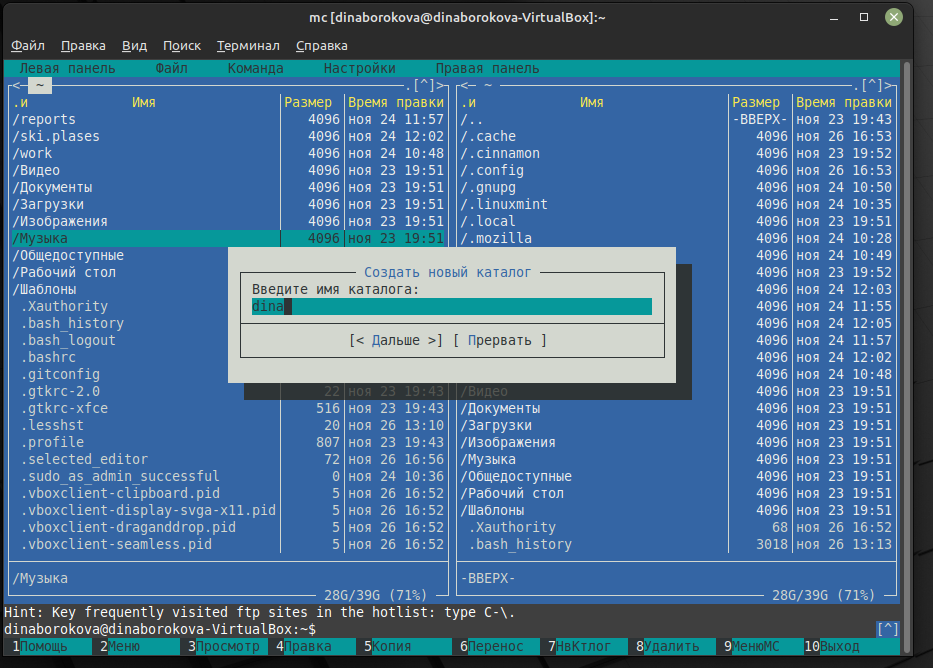 mc [dinaborokova@dinaborokova-VirtualBox]:~
Файл Правка Вид Поиск Терминал Справка
Левая панель Файл Команда Настройки Правая панель
<─ ~ .[^]> <─ ~ .[^]>
.и Имя Размер Время правки .и Имя Размер Время правки
/reports 4096 ноя 24 11:57 /.. -ВВЕРХ- ноя 23 19:43
/ski.plases 4096 ноя 24 12:02 /.cache 4096 ноя 26 16:53
/work 4096 ноя 24 10:48 /.cinnamon 4096 ноя 23 19:52
/Видео 4096 ноя 23 19:51 /.config 4096 ноя 26 16:53
/Документы 4096 ноя 23 19:51 /.gnupg 4096 ноя 24 10:50
/Загрузки 4096 ноя 23 19:51 /.linuxmint 4096 ноя 24 10:35
/Изображения 4096 ноя 23 19:51 /.local 4096 ноя 23 19:51
/Музыка 4096 ноя 23 19:51 /.mozilla 4096 ноя 24 10:28
/Общедоступные 4096 ноя 24 10:49
/Рабочий стол 4096 ноя 23 19:52
/Шаблоны 4096 ноя 24 12:03
.Xauthority 4096 ноя 24 11:55
.bash_history 4096 ноя 24 12:05
.bash_logout 4096 ноя 24 11:57
.bashrc 4096 ноя 24 12:02
.gitconfig 4096 ноя 24 10:48
Создать новый каталог
Введите имя каталога:
dina
[< Дальше >] [ Прервать ]
.gtkrc-2.0 22 ноя 23 19:43 /Видео 4096 ноя 23 19:51
.gtkrc-xfce 516 ноя 23 19:43 /Документы 4096 ноя 23 19:51
.lesshst 20 ноя 26 13:10 /Загрузки 4096 ноя 23 19:51
.profile 807 ноя 23 19:43 /Изображения 4096 ноя 23 19:51
.selected_editor 72 ноя 26 16:56 /Музыка 4096 ноя 23 19:51
.sudo_as_admin_successful 0 ноя 24 10:36 /Общедоступные 4096 ноя 23 19:51
.vboxclient-clipboard.pid 5 ноя 26 16:52 /Рабочий стол 4096 ноя 23 19:51
.vboxclient-display-svga-x11.pid 5 ноя 26 16:52 /Шаблоны 4096 ноя 23 19:51
.vboxclient-draganddrop.pid 5 ноя 26 16:52 .Xauthority 68 ноя 26 16:52
.vboxclient-seamless.pid 5 ноя 26 16:52 .bash_history 3018 ноя 26 13:13
/Музыка -ВВЕРХ-
28G/39G (71%) 28G/39G (71%)
Hint: Key frequently visited ftp sites in the hotlist: type C-\.
dinaborokova@dinaborokova-VirtualBox:~$ [^]
1Помощь 2Меню 3Просмотр 4Правка 5Копия 6Перенос 7НвКтлог 8Удалить 9МенюМС 10Выход